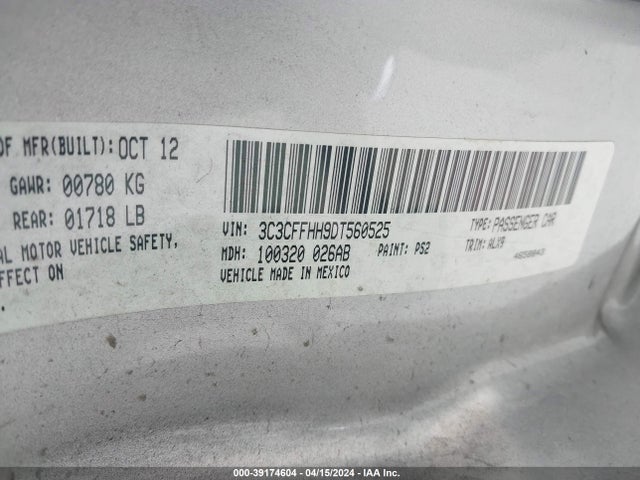 OF MFR(BUILT): OCT 12
GAWR: 00780 KG
REAR: 01718 LB
AL MOTOR VEHICLE SAFETY,
EFFECT ON
VIN: 3C3CFFHH9DT560525
TYPE: PASSENGER CAR
MDH: 100320 026AB
PAINT: PS2
TRIM: HLX9
VEHICLE MADE IN MEXICO
000-39174604 - 04/15/2024 - IAA Inc.